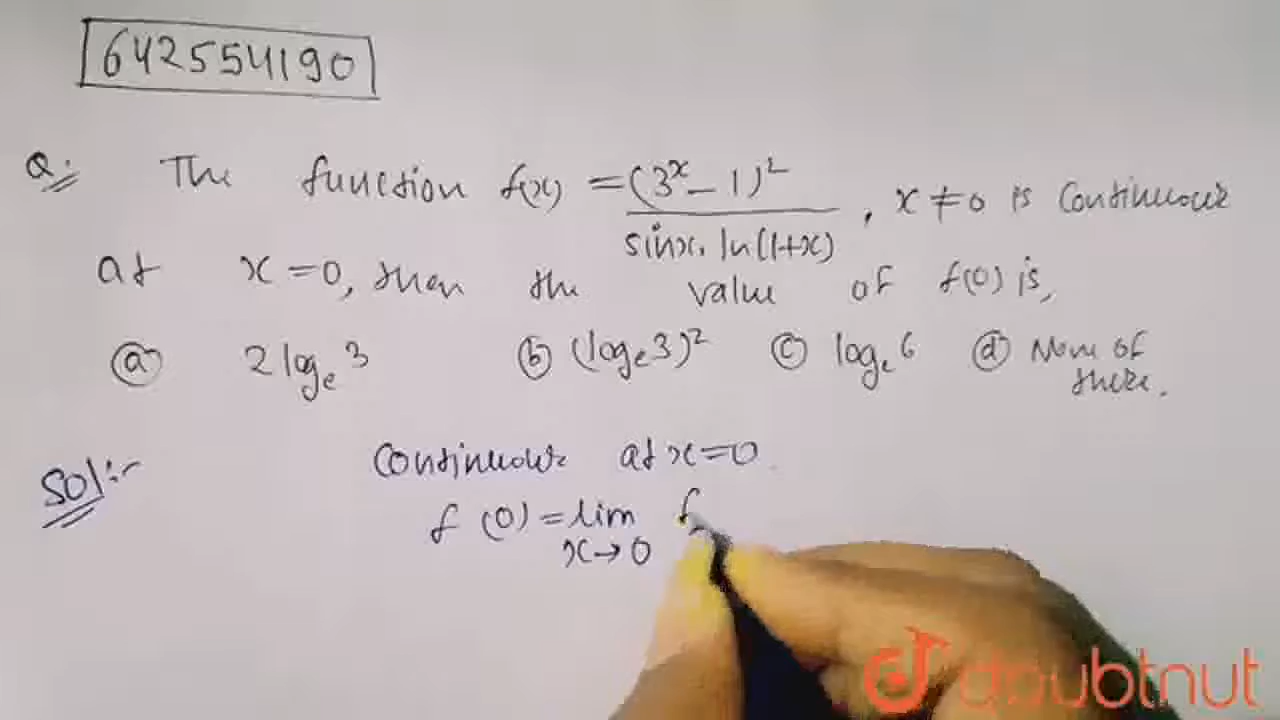 642554190
Q:- The function f(x) = (3^x - 1)^2 / sinx. ln(1+x) , x ≠ 0 is continuous
at x = 0, then the value of f(0) is,
(a) 2 log_e 3 (b) (log_e 3)^2 (c) log_e 6 (d) None of these.
Sol:- continuous at x = 0.
f (0) = lim x→0 f
doubtnut